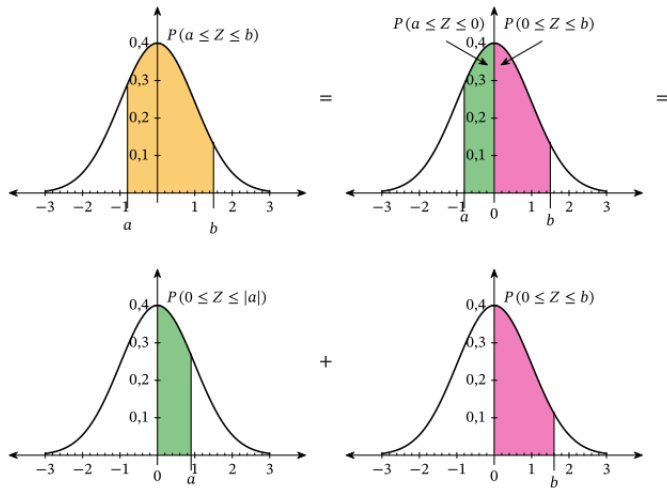 P(a ≤ Z ≤ b)
0,4
0,3
0,2
0,1
−3 −2 −1 0 1 2 3
a b
=
P(a ≤ Z ≤ 0) P(0 ≤ Z ≤ b)
0,4
0,3
0,2
0,1
−3 −2 −1 0 1 2 3
a b
=
P(0 ≤ Z ≤ |a|)
0,4
0,3
0,2
0,1
−3 −2 −1 0 1 2 3
a
+
P(0 ≤ Z ≤ b)
0,4
0,3
0,2
0,1
−3 −2 −1 0 1 2 3
b